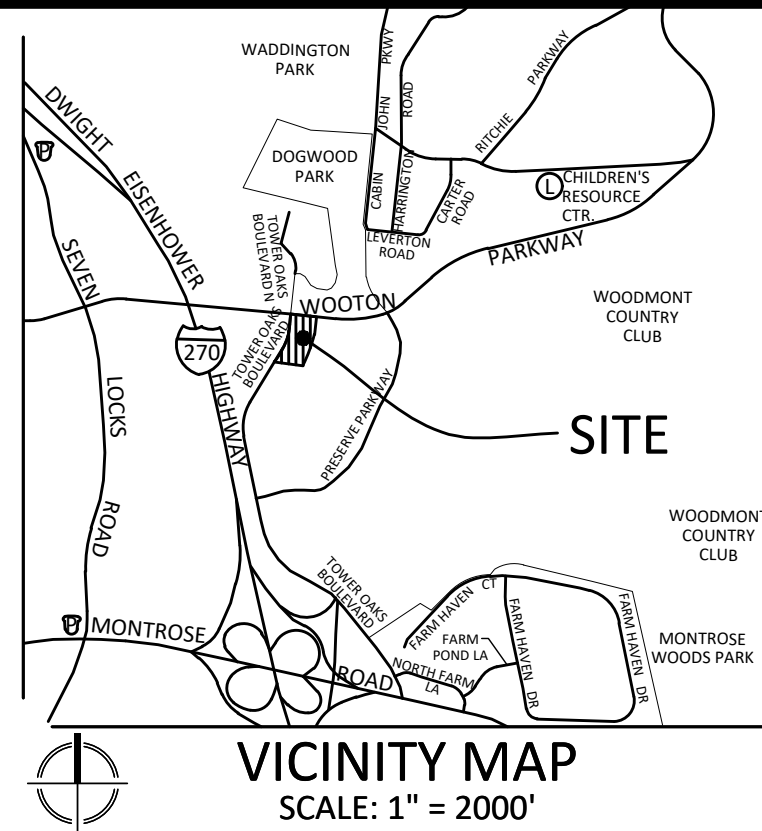 WADDINGTON
PARK
JOHN PKWY
CABIN
HARRINGTON ROAD
RITCHIE PARKWAY
DWIGHT EISENHOWER
HIGHWAY
P
DOGWOOD
PARK
CARTER
ROAD
L
CHILDREN'S
RESOURCE
CTR.
LEVERTON
ROAD
TOWER OAKS
BOULEVARD N
WOOTON PARKWAY
SEVEN LOCKS ROAD
WOODMONT
COUNTRY
CLUB
270
TOWER OAKS
BOULEVARD
PRESERVE PARKWAY
SITE
WOODMONT
COUNTRY
CLUB
TOWER OAKS
BOULEVARD
FARM HAVEN CT
FARM HAVEN DR
FARM HAVEN DR
P
MONTROSE ROAD
FARM
POND LA
NORTH FARM
LA
MONTROSE
WOODS PARK
VICINITY MAP
SCALE: 1" = 2000'